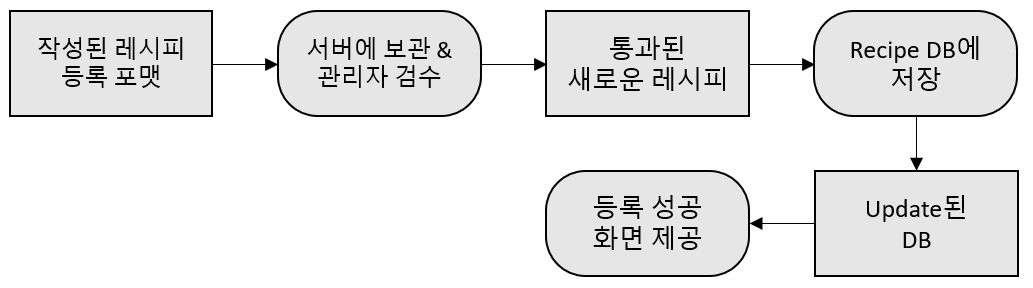 작성된 레시피
등록 포맷
서버에 보관 &
관리자 검수
통과된
새로운 레시피
Recipe DB에
저장
Update된
DB
등록 성공
화면 제공